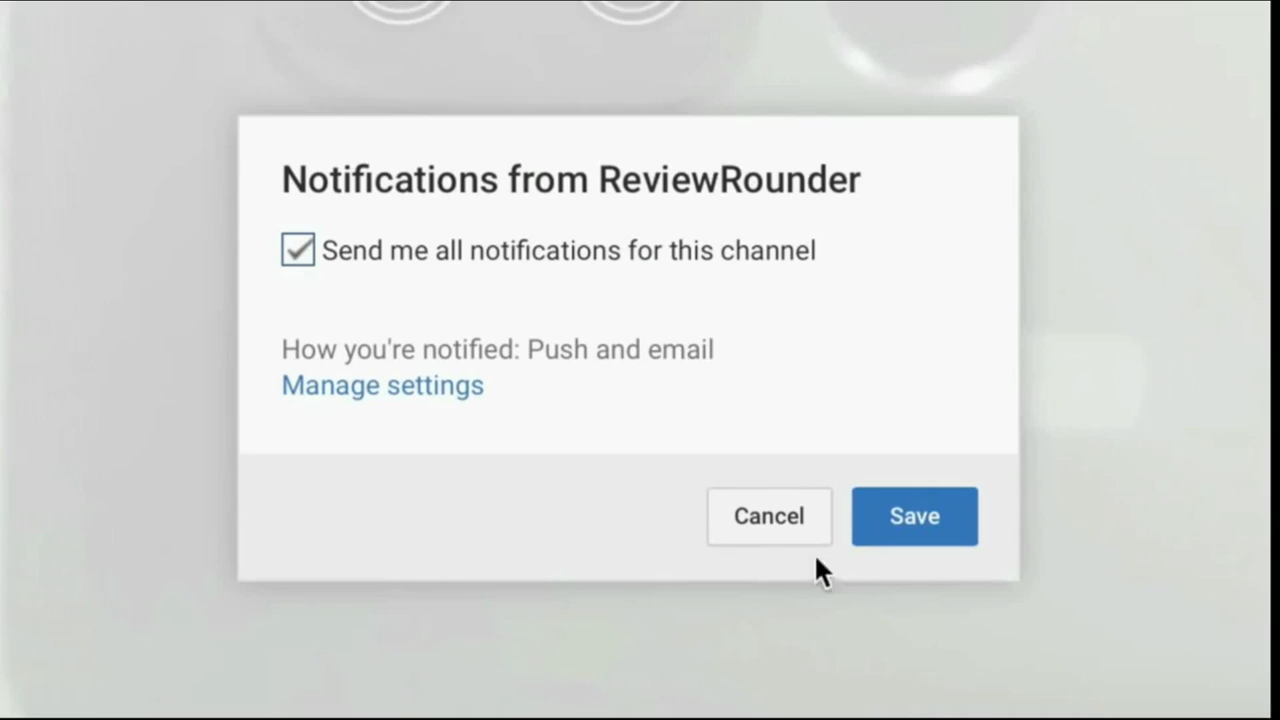 Notifications from ReviewRounder
Send me all notifications for this channel
How you're notified: Push and email
Manage settings
Cancel Save